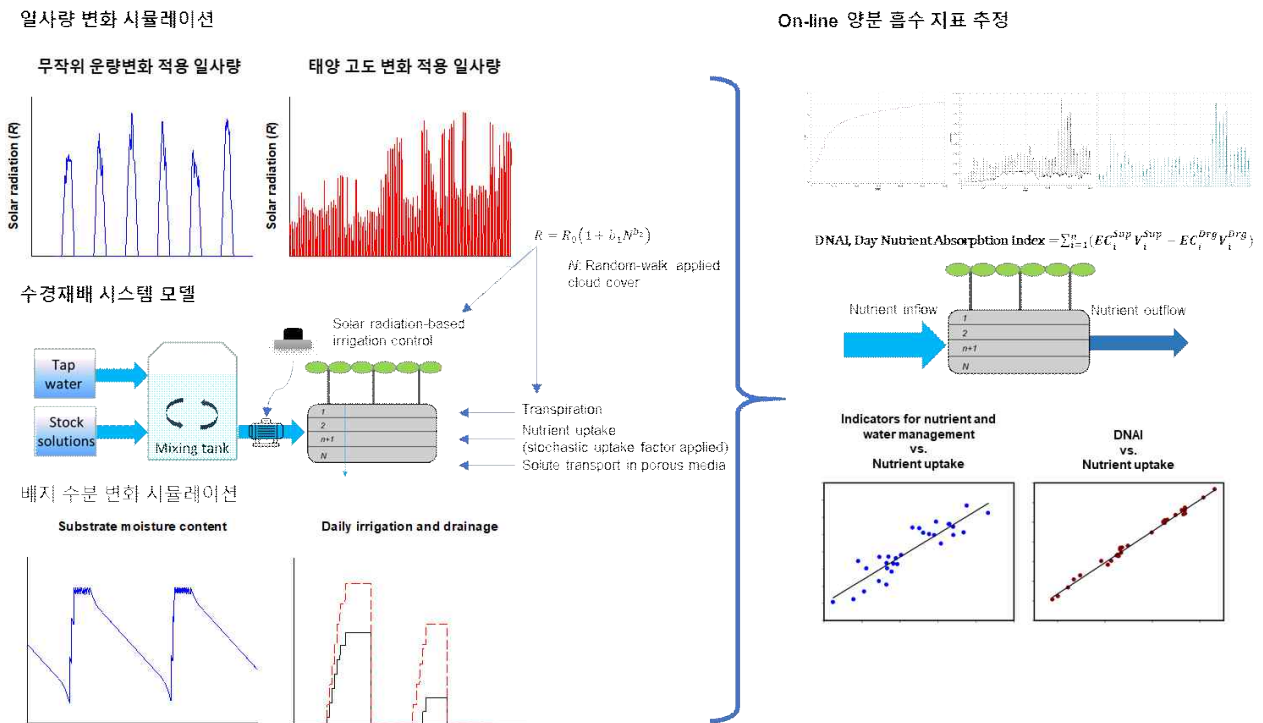 일사량 변화 시뮬레이션
무작위 운량변화 적용 일사량
태양 고도 변화 적용 일사량
Solar radiation (R)
Solar radiation (R)
R = R₀(1 + b₁N^b₂)
N: Random-walk applied
cloud cover
수경재배 시스템 모델
Solar radiation-based
irrigation control
Tap
water
Stock
solutions
Mixing tank
1
2
n+1
N
Transpiration
Nutrient uptake
(stochastic uptake factor applied)
Solute transport in porous media
배지 수분 변화 시뮬레이션
Substrate moisture content
Daily irrigation and drainage
On-line 양분 흡수 지표 추정
DNAI, Day Nutrient Absorpbtion index = ∑ⁿᵢ₌₁(ECᵢ^Sup Vᵢ^Sup − ECᵢ^Drg Vᵢ^Drg)
Nutrient inflow
Nutrient outflow
1
2
n+1
N
Indicators for nutrient and
water management
vs.
Nutrient uptake
DNAI
vs.
Nutrient uptake